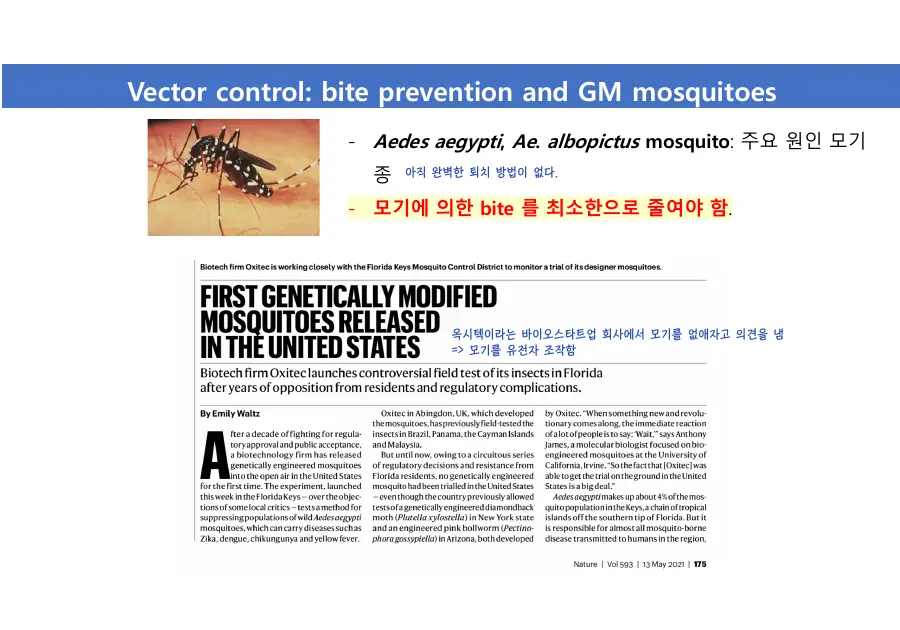 Vector control: bite prevention and GM mosquitoes
- Aedes aegypti, Ae. albopictus mosquito: 주요 원인 모기
종 아직 완벽한 퇴치 방법이 없다.
- 모기에 의한 bite 를 최소한으로 줄여야 함.
Biotech firm Oxitec is working closely with the Florida Keys Mosquito Control District to monitor a trial of its designer mosquitoes.
FIRST GENETICALLY MODIFIED
MOSQUITOES RELEASED
IN THE UNITED STATES
옥시텍이라는 바이오스타트업 회사에서 모기를 없애자고 의견을 냄
=> 모기를 유전자 조작함
Biotech firm Oxitec launches controversial field test of its insects in Florida
after years of opposition from residents and regulatory complications.
By Emily Waltz
After a decade of fighting for regula-
tory approval and public acceptance,
a biotechnology firm has released
genetically engineered mosquitoes
into the open air in the United States
for the first time. The experiment, launched
this week in the Florida Keys — over the objec-
tions of some local critics — tests a method for
suppressing populations of wild Aedes aegypti
mosquitoes, which can carry diseases such as
Zika, dengue, chikungunya and yellow fever.
Oxitec in Abingdon, UK, which developed
the mosquitoes, has previously field-tested the
insects in Brazil, Panama, the Cayman Islands
and Malaysia.
But until now, owing to a circuitous series
of regulatory decisions and resistance from
Florida residents, no genetically engineered
mosquito had been trialled in the United States
— even though the country previously allowed
tests of a genetically engineered diamondback
moth (Plutella xylostella) in New York state
and an engineered pink bollworm (Pectino-
phora gossypiella) in Arizona, both developed
by Oxitec. “When something new and revolu-
tionary comes along, the immediate reaction
of a lot of people is to say: ‘Wait,’” says Anthony
James, a molecular biologist focused on bio-
engineered mosquitoes at the University of
California, Irvine. “So the fact that [Oxitec] was
able to get the trial on the ground in the United
States is a big deal.”
Aedes aegypti makes up about 4% of the mos-
quito population in the Keys, a chain of tropical
islands off the southern tip of Florida. But it
is responsible for almost all mosquito-borne
disease transmitted to humans in the region,
Nature | Vol 593 | 13 May 2021 | 175